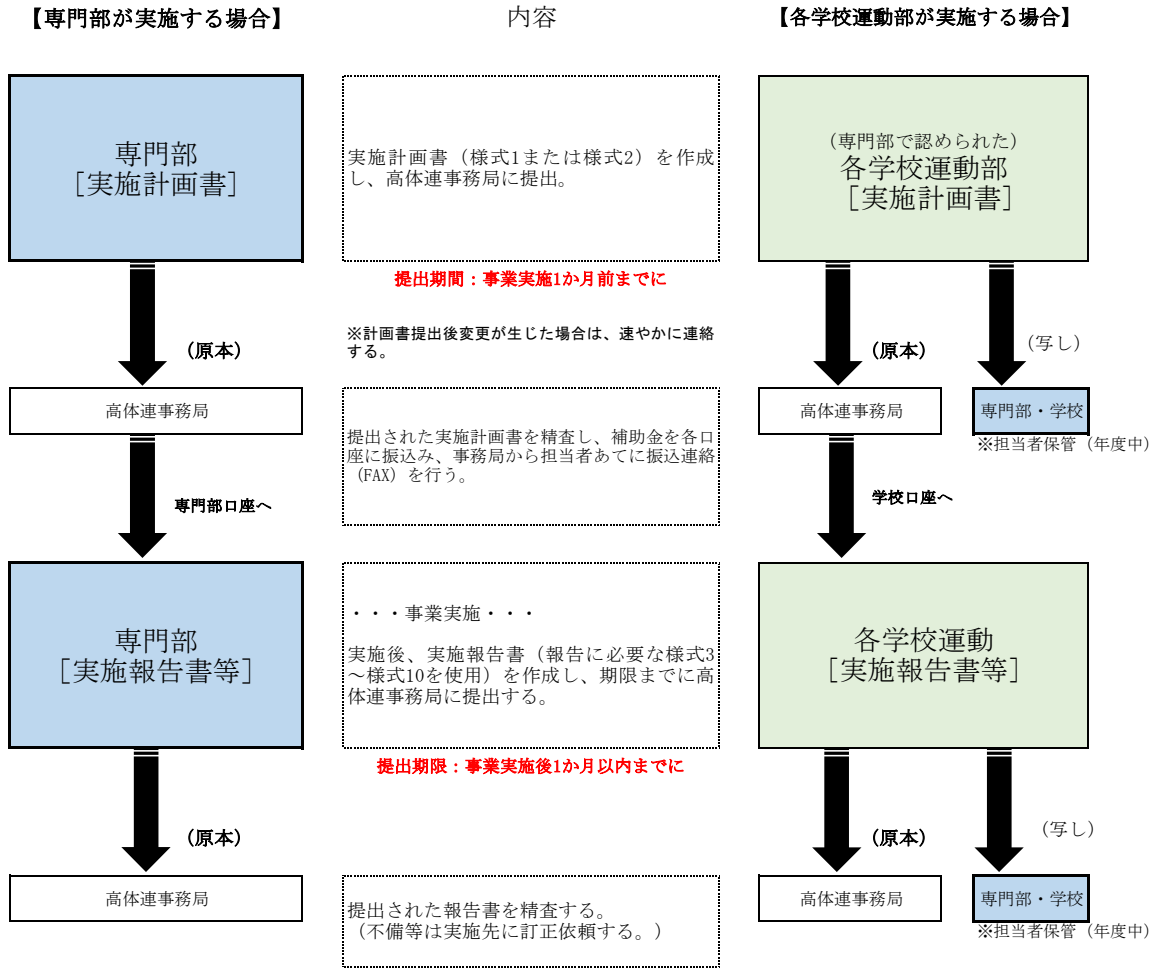 【専門部が実施する場合】
内容
【各学校運動部が実施する場合】
専門部
［実施計画書］
実施計画書（様式1または様式2）を作成
し、高体連事務局に提出。
（専門部で認められた）
各学校運動部
［実施計画書］
提出期間：事業実施1か月前までに
※計画書提出後変更が生じた場合は、速やかに連絡
する。
（原本）
（原本）
（写し）
高体連事務局
提出された実施計画書を精査し、補助金を各口
座に振込み、事務局から担当者あてに振込連絡
（FAX）を行う。
高体連事務局
専門部・学校
※担当者保管（年度中）
専門部口座へ
学校口座へ
専門部
［実施報告書等］
・・・事業実施・・・
実施後、実施報告書（報告に必要な様式3
～様式10を使用）を作成し、期限までに高
体連事務局に提出する。
各学校運動
［実施報告書等］
提出期限：事業実施後1か月以内までに
（原本）
（原本）
（写し）
高体連事務局
提出された報告書を精査する。
（不備等は実施先に訂正依頼する。）
高体連事務局
専門部・学校
※担当者保管（年度中）